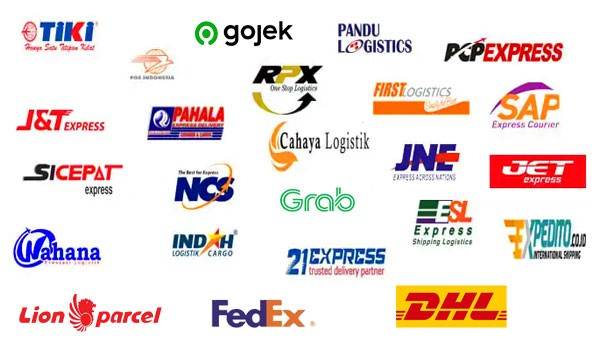 TIKI
Hanya Satu Titipan Kilat
gojek
PANDU
LOGISTICS
PCP EXPRESS
POS INDONESIA
RPX
One Stop Logistics
FIRST LOGISTICS
SAP
Express Courier
J&T EXPRESS
PAHALA
EXPRESS DELIVERY
Cahaya Logistik
JNE
EXPRESS ACROSS NATIONS
JET
express
SICEPAT
express
The Best for Express
NCS
Grab
ESL
Express
Shipping Logistics
EXPEDITO.CO.ID
INTERNATIONAL SHIPPING
Wahana
INDAH
LOGISTIK CARGO
21 EXPRESS
trusted delivery partner
Lion parcel
FedEx®
DHL